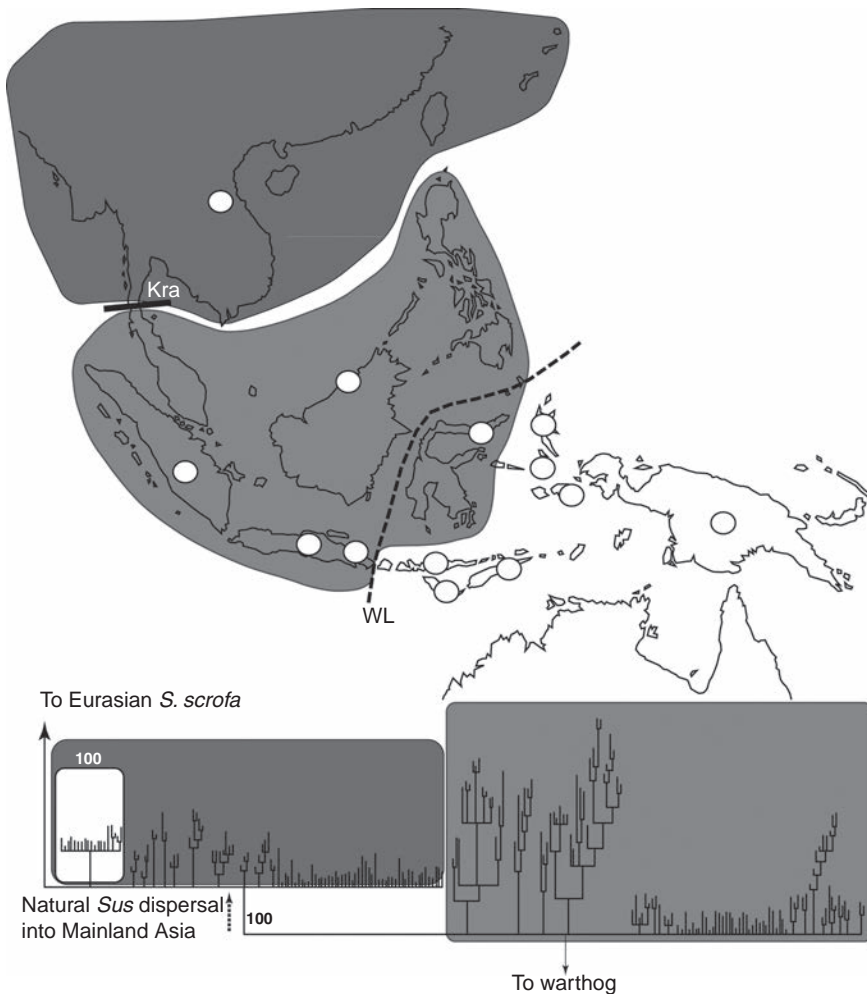 Kra
WL
To Eurasian S. scrofa
100
Natural Sus dispersal
into Mainland Asia
100
To warthog